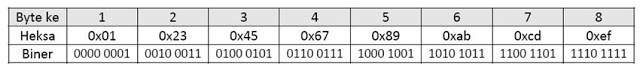 Byte ke 1 2 3 4 5 6 7 8
Heksa 0x01 0x23 0x45 0x67 0x89 0xab 0xcd 0xef
Biner 0000 0001 0010 0011 0100 0101 0110 0111 1000 1001 1010 1011 1100 1101 1110 1111